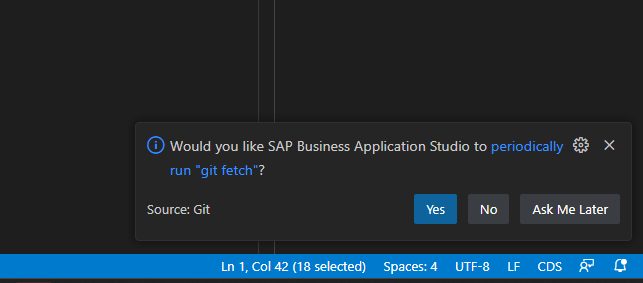 Would you like SAP Business Application Studio to periodically
run "git fetch"?
Source: Git Yes No Ask Me Later
Ln 1, Col 42 (18 selected) Spaces: 4 UTF-8 LF CDS